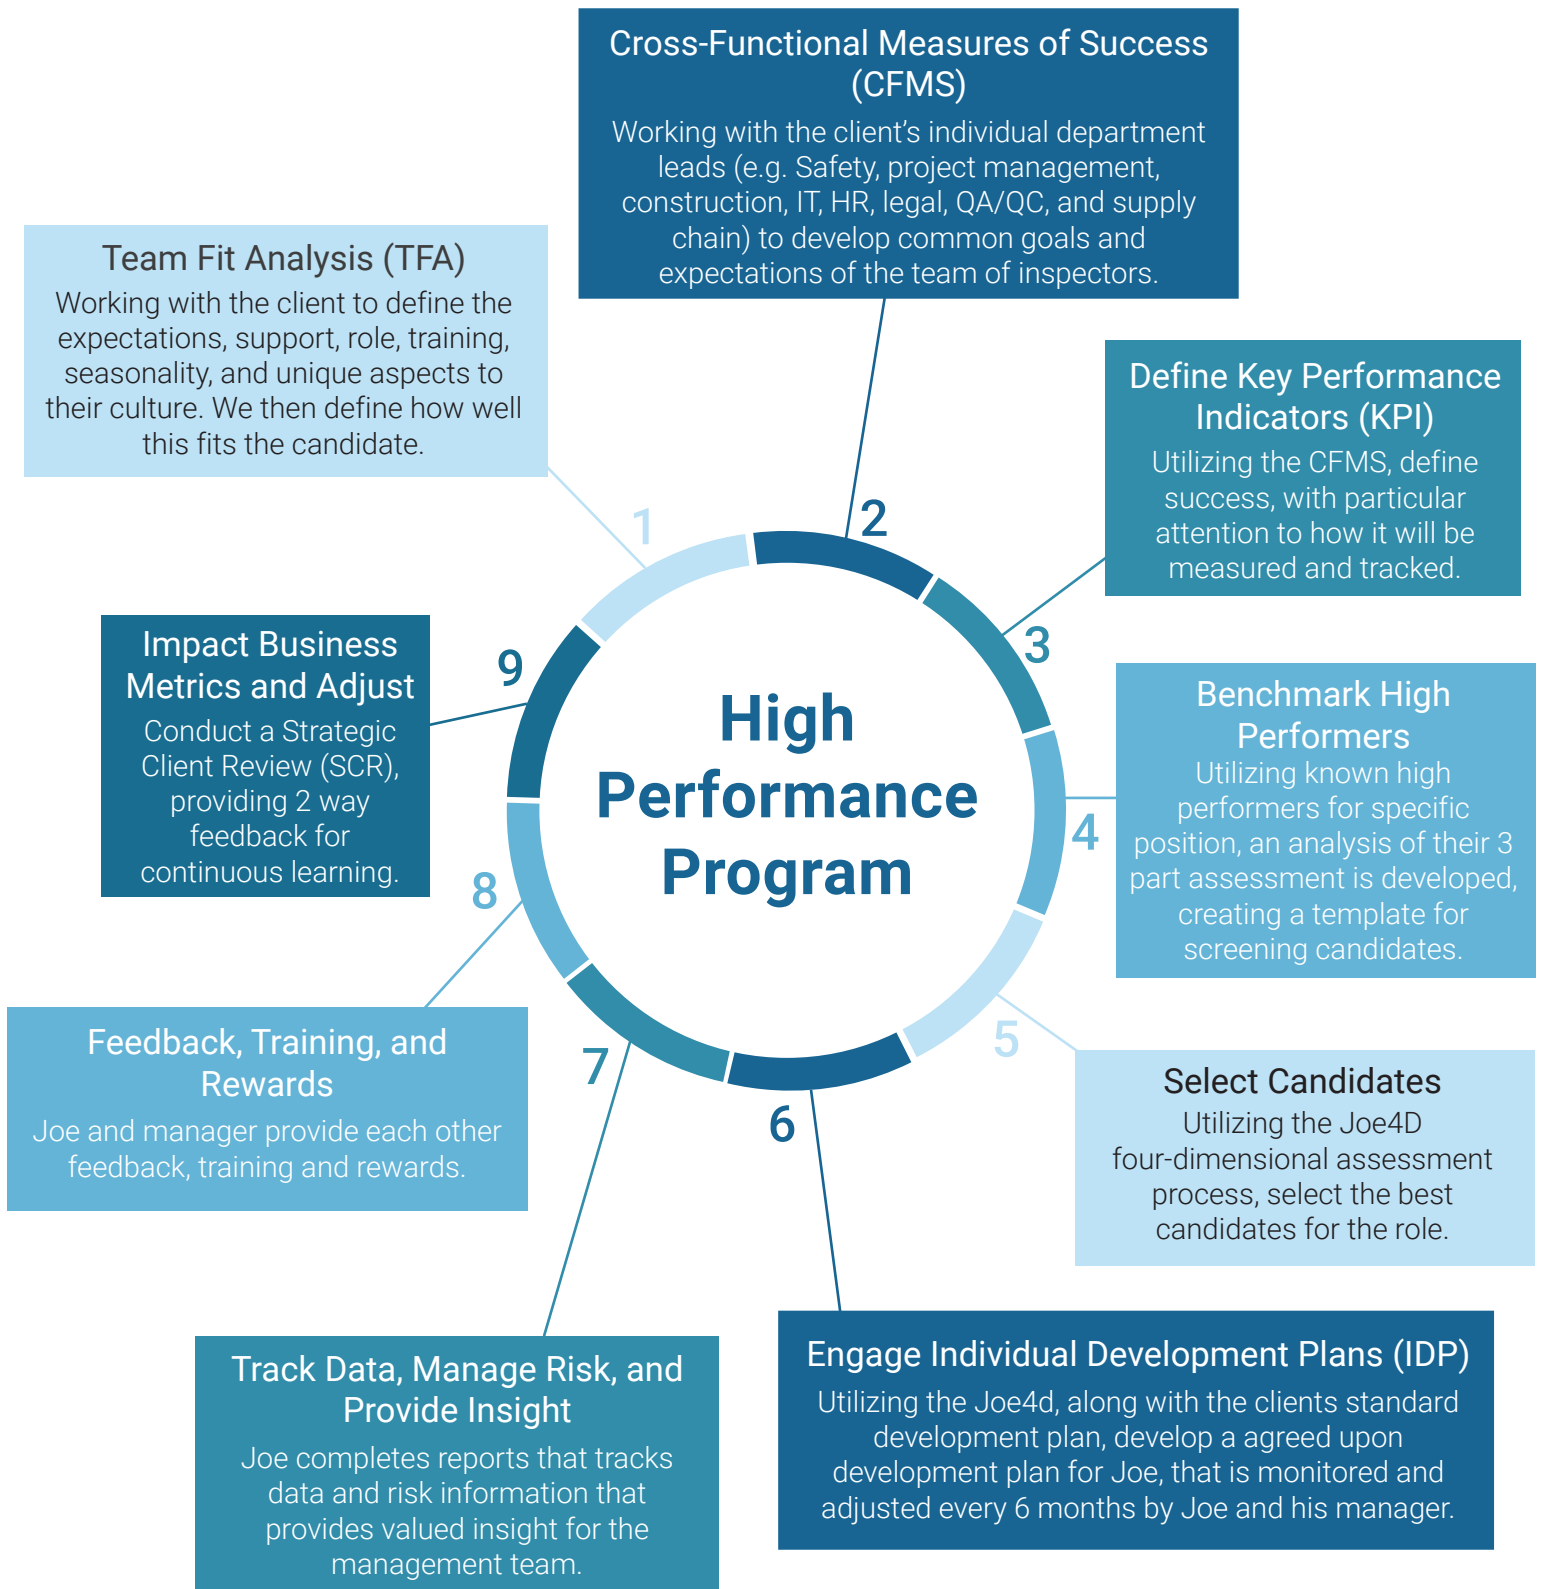 Cross-Functional Measures of Success
(CFMS)
Working with the client’s individual department
leads (e.g. Safety, project management,
construction, IT, HR, legal, QA/QC, and supply
chain) to develop common goals and
expectations of the team of inspectors.
Team Fit Analysis (TFA)
Working with the client to define the
expectations, support, role, training,
seasonality, and unique aspects to
their culture. We then define how well
this fits the candidate.
Define Key Performance
Indicators (KPI)
Utilizing the CFMS, define
success, with particular
attention to how it will be
measured and tracked.
1
2
3
Impact Business
Metrics and Adjust
Conduct a Strategic
Client Review (SCR),
providing 2 way
feedback for
continuous learning.
9
High
Performance
Program
Benchmark High
Performers
Utilizing known high
performers for specific
position, an analysis of their 3
part assessment is developed,
creating a template for
screening candidates.
4
8
5
7
6
Feedback, Training, and
Rewards
Joe and manager provide each other
feedback, training and rewards.
Select Candidates
Utilizing the Joe4D
four-dimensional assessment
process, select the best
candidates for the role.
Track Data, Manage Risk, and
Provide Insight
Joe completes reports that tracks
data and risk information that
provides valued insight for the
management team.
Engage Individual Development Plans (IDP)
Utilizing the Joe4d, along with the clients standard
development plan, develop a agreed upon
development plan for Joe, that is monitored and
adjusted every 6 months by Joe and his manager.